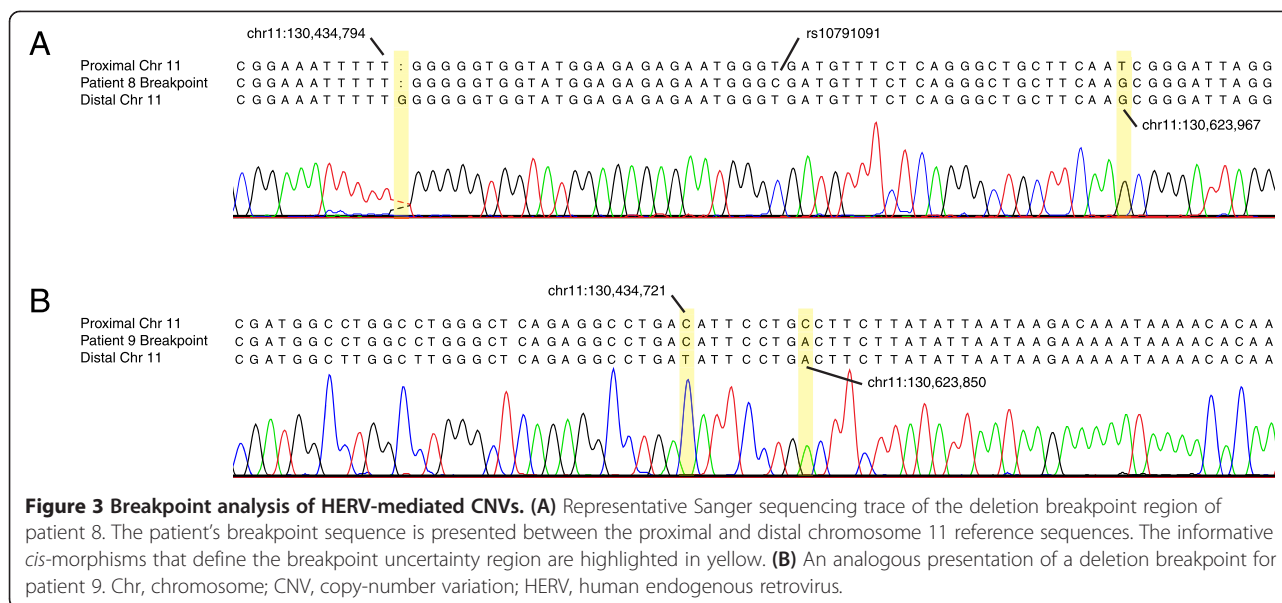 A
chr11:130,434,794
rs10791091
Proximal Chr 11 C G G A A A T T T T T : G G G G G T G G T A T G G A G A G A G A A T G G G T G A T G T T T C T C A G G G C T G C T T C A A T C G G G A T T A G G
Patient 8 Breakpoint C G G A A A T T T T T : G G G G G T G G T A T G G A G A G A G A A T G G G C G A T G T T T C T C A G G G C T G C T T C A A G C G G G A T T A G G
Distal Chr 11 C G G A A A T T T T T G G G G G G T G G T A T G G A G A G A G A A T G G G T G A T G T T T C T C A G G G C T G C T T C A A G C G G G A T T A G G
chr11:130,623,967
B
chr11:130,434,721
Proximal Chr 11 C G A T G G C C T G G C C T G G G C T C A G A G G C C T G A C A T T C C T G C C T T C T T A T A T T A A T A A G A C A A A T A A A A C A C A A
Patient 9 Breakpoint C G A T G G C C T G G C C T G G G C T C A G A G G C C T G A C A T T C C T G A C T T C T T A T A T T A A T A A G A A A A A T A A A A C A C A A
Distal Chr 11 C G A T G G C T T G G C T T G G G C T C A G A G G C C T G A T A T T C C T G A C T T C T T A T A T T A A T A A G A A A A A T A A A A C A C A A
chr11:130,623,850
Figure 3 Breakpoint analysis of HERV-mediated CNVs. (A) Representative Sanger sequencing trace of the deletion breakpoint region of
patient 8. The patient's breakpoint sequence is presented between the proximal and distal chromosome 11 reference sequences. The informative
cis-morphisms that define the breakpoint uncertainty region are highlighted in yellow. (B) An analogous presentation of a deletion breakpoint for
patient 9. Chr, chromosome; CNV, copy-number variation; HERV, human endogenous retrovirus.